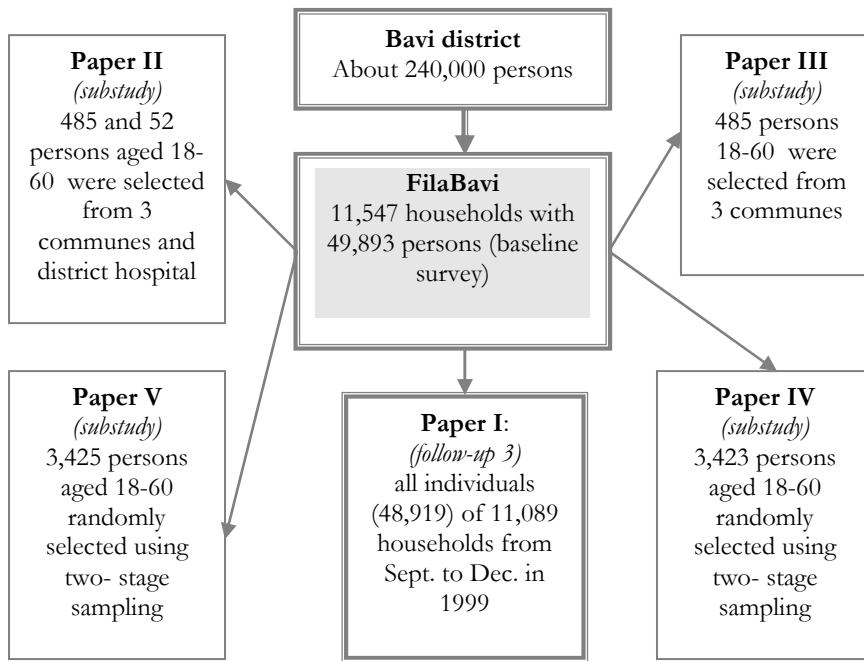 Bavi district
About 240,000 persons
Paper II
(substudy)
485 and 52
persons aged 18-
60 were selected
from 3
communes and
district hospital
FilaBavi
11,547 households with
49,893 persons (baseline
survey)
Paper III
(substudy)
485 persons
18-60 were
selected from
3 communes
Paper V
(substudy)
3,425 persons
aged 18-60
randomly
selected using
two- stage
sampling
Paper I:
(follow-up 3)
all individuals
(48,919) of 11,089
households from
Sept. to Dec. in
1999
Paper IV
(substudy)
3,423 persons
aged 18-60
randomly
selected using
two- stage
sampling